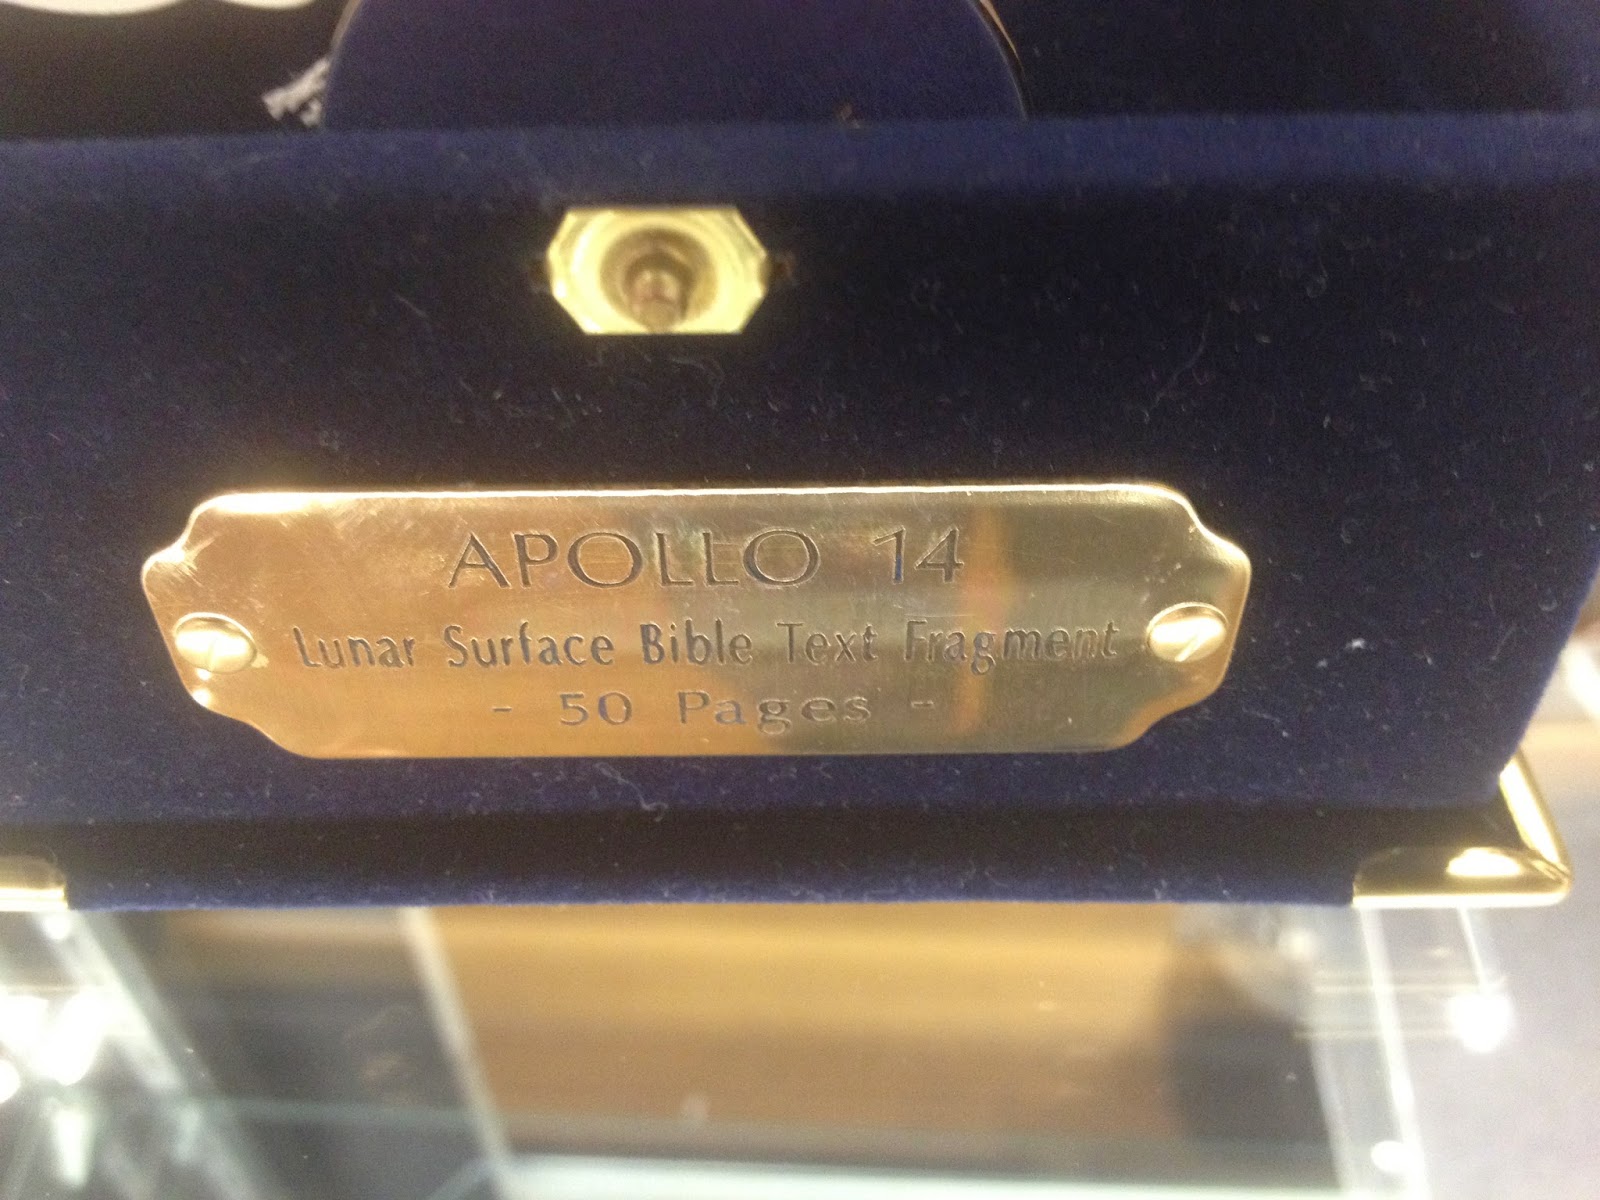 APOLLO 14
Lunar Surface Bible Text Fragment
- 50 Pages -